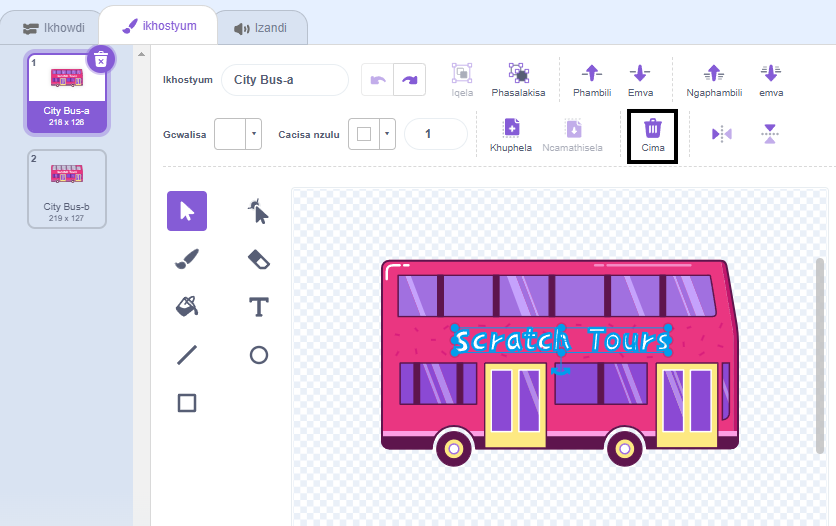 Ikhowdi
ikhostyum
Izandi
1
City Bus-a
218 x 126
2
City Bus-b
219 x 127
Ikhostyum
City Bus-a
Iqela
Phasalakisa
Phambili
Emva
Ngaphambili
emva
Gcwalisa
Cacisa nzulu
1
Khuphela
Ncamathisela
Cima
Scratch Tours